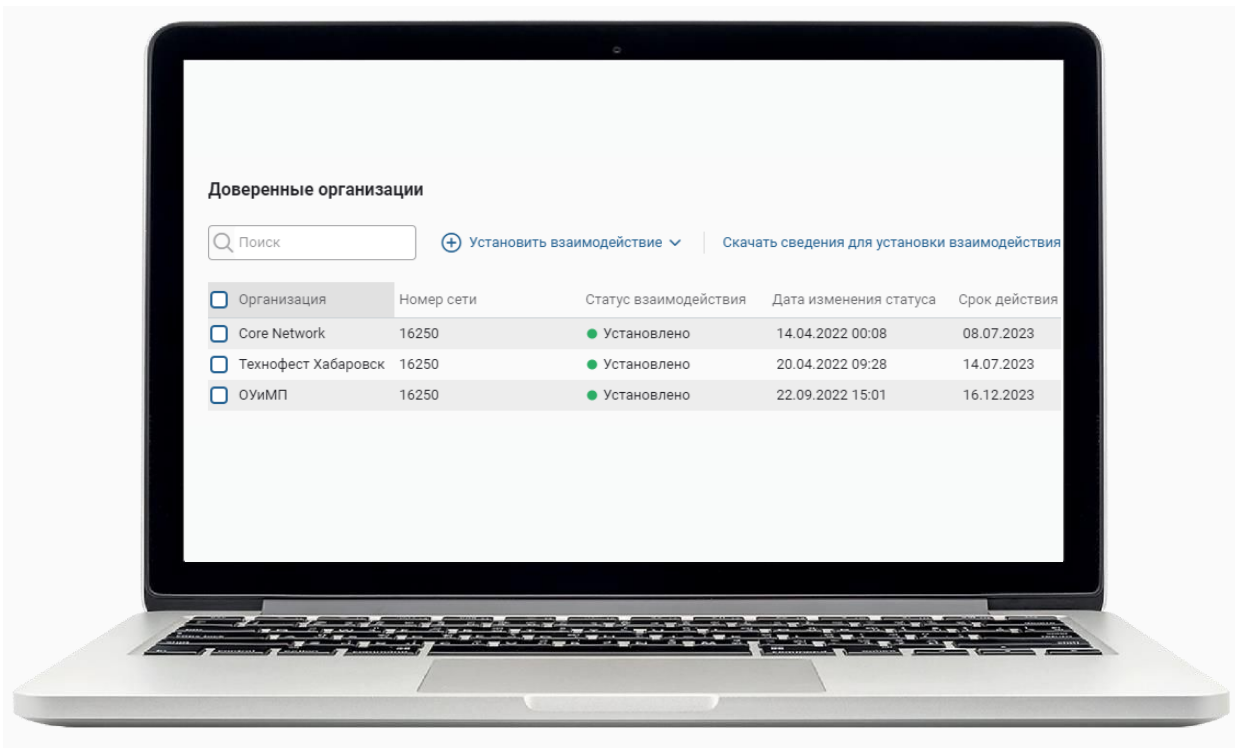 Доверенные организации
Поиск Установить взаимодействие Скачать сведения для установки взаимодействия
Организация Номер сети Статус взаимодействия Дата изменения статуса Срок действия
Core Network 16250 Установлено 14.04.2022 00:08 08.07.2023
Технофест Хабаровск 16250 Установлено 20.04.2022 09:28 14.07.2023
ОУиМП 16250 Установлено 22.09.2022 15:01 16.12.2023